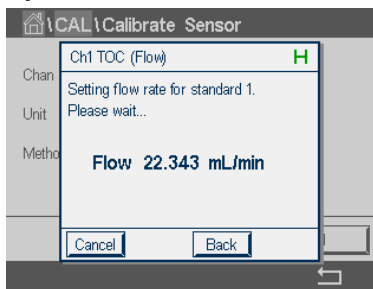 \CAL\Calibrate Sensor
Ch1 TOC (Flow) H
Chan
Setting flow rate for standard 1.
Unit
Please wait...
Metho
Flow 22.343 mL/min
Cancel Back